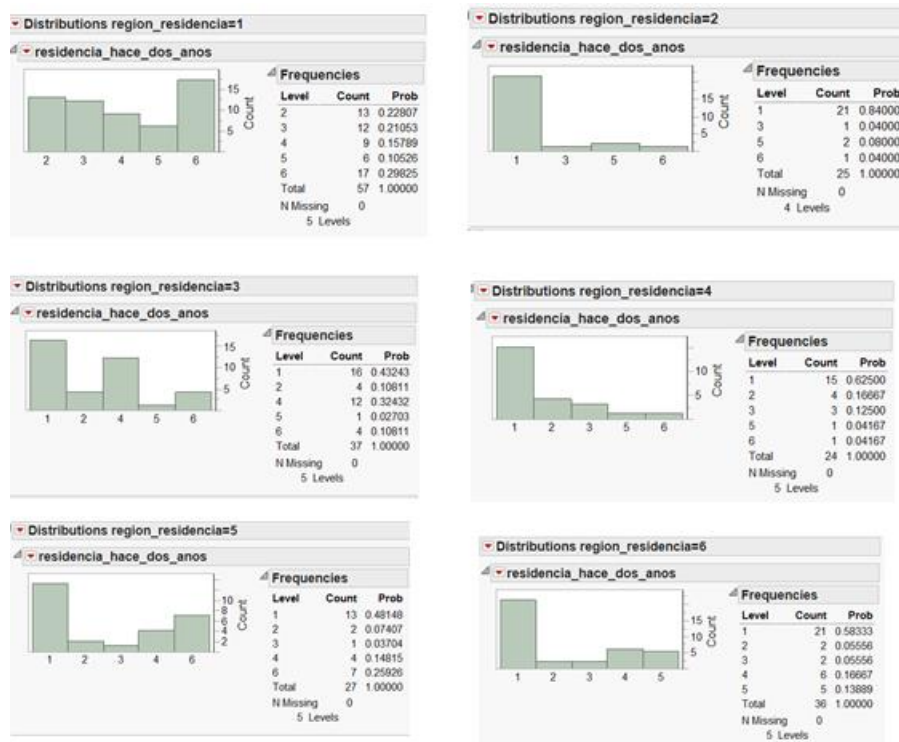 Distributions region_residencia=1
residencia_hace_dos_anos
15
10
5
Count
2 3 4 5 6
Frequencies
Level Count Prob
2 13 0.22807
3 12 0.21053
4 9 0.15789
5 6 0.10526
6 17 0.29825
Total 57 1.00000
N Missing 0
5 Levels
Distributions region_residencia=2
residencia_hace_dos_anos
15
10
5
Count
1 3 5 6
Frequencies
Level Count Prob
1 21 0.84000
3 1 0.04000
5 2 0.08000
6 1 0.04000
Total 25 1.00000
N Missing 0
4 Levels
Distributions region_residencia=3
residencia_hace_dos_anos
15
10
5
Count
1 2 4 5 6
Frequencies
Level Count Prob
1 16 0.43243
2 4 0.10811
4 12 0.32432
5 1 0.02703
6 4 0.10811
Total 37 1.00000
N Missing 0
5 Levels
Distributions region_residencia=4
residencia_hace_dos_anos
10
5
Count
1 2 3 5 6
Frequencies
Level Count Prob
1 15 0.62500
2 4 0.16667
3 3 0.12500
5 1 0.04167
6 1 0.04167
Total 24 1.00000
N Missing 0
5 Levels
Distributions region_residencia=5
residencia_hace_dos_anos
10
8
6
4
2
Count
1 2 3 4 6
Frequencies
Level Count Prob
1 13 0.48148
2 2 0.07407
3 1 0.03704
4 4 0.14815
6 7 0.25926
Total 27 1.00000
N Missing 0
5 Levels
Distributions region_residencia=6
residencia_hace_dos_anos
15
10
5
Count
1 2 3 4 5
Frequencies
Level Count Prob
1 21 0.58333
2 2 0.05556
3 2 0.05556
4 6 0.16667
5 5 0.13889
Total 36 1.00000
N Missing 0
5 Levels